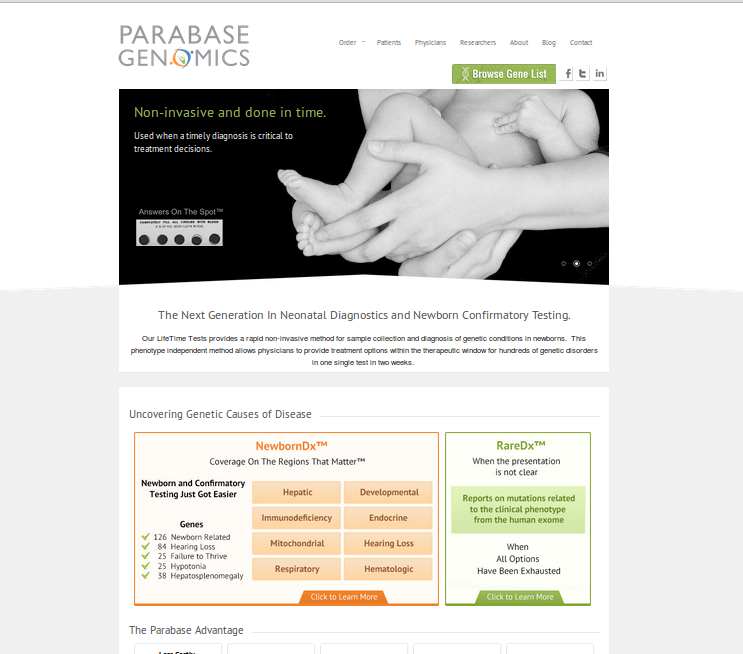 PARABASE
GENOMICS
Order Patients Physicians Researchers About Blog Contact
Browse Gene List
Non-invasive and done in time.
Used when a timely diagnosis is critical to
treatment decisions.
Answers On The Spot™
COMPLETELY FILL ALL CIRCLES WITH BLOOD
The Next Generation In Neonatal Diagnostics and Newborn Confirmatory Testing.
Our LifeTime Tests provides a rapid non-invasive method for sample collection and diagnosis of genetic conditions in newborns. This
phenotype independent method allows physicians to provide treatment options within the therapeutic window for hundreds of genetic disorders
in one single test in two weeks.
Uncovering Genetic Causes of Disease
NewbornDx™
Coverage On The Regions That Matter™
Newborn and Confirmatory
Testing Just Got Easier
Genes
126 Newborn Related
84 Hearing Loss
25 Failure to Thrive
25 Hypotonia
38 Hepatosplenomegaly
Hepatic Developmental
Immunodeficiency Endocrine
Mitochondrial Hearing Loss
Respiratory Hematologic
Click to Learn More
RareDx™
When the presentation
is not clear
Reports on mutations related
to the clinical phenotype
from the human exome
When
All Options
Have Been Exhausted
Click to Learn More
The Parabase Advantage